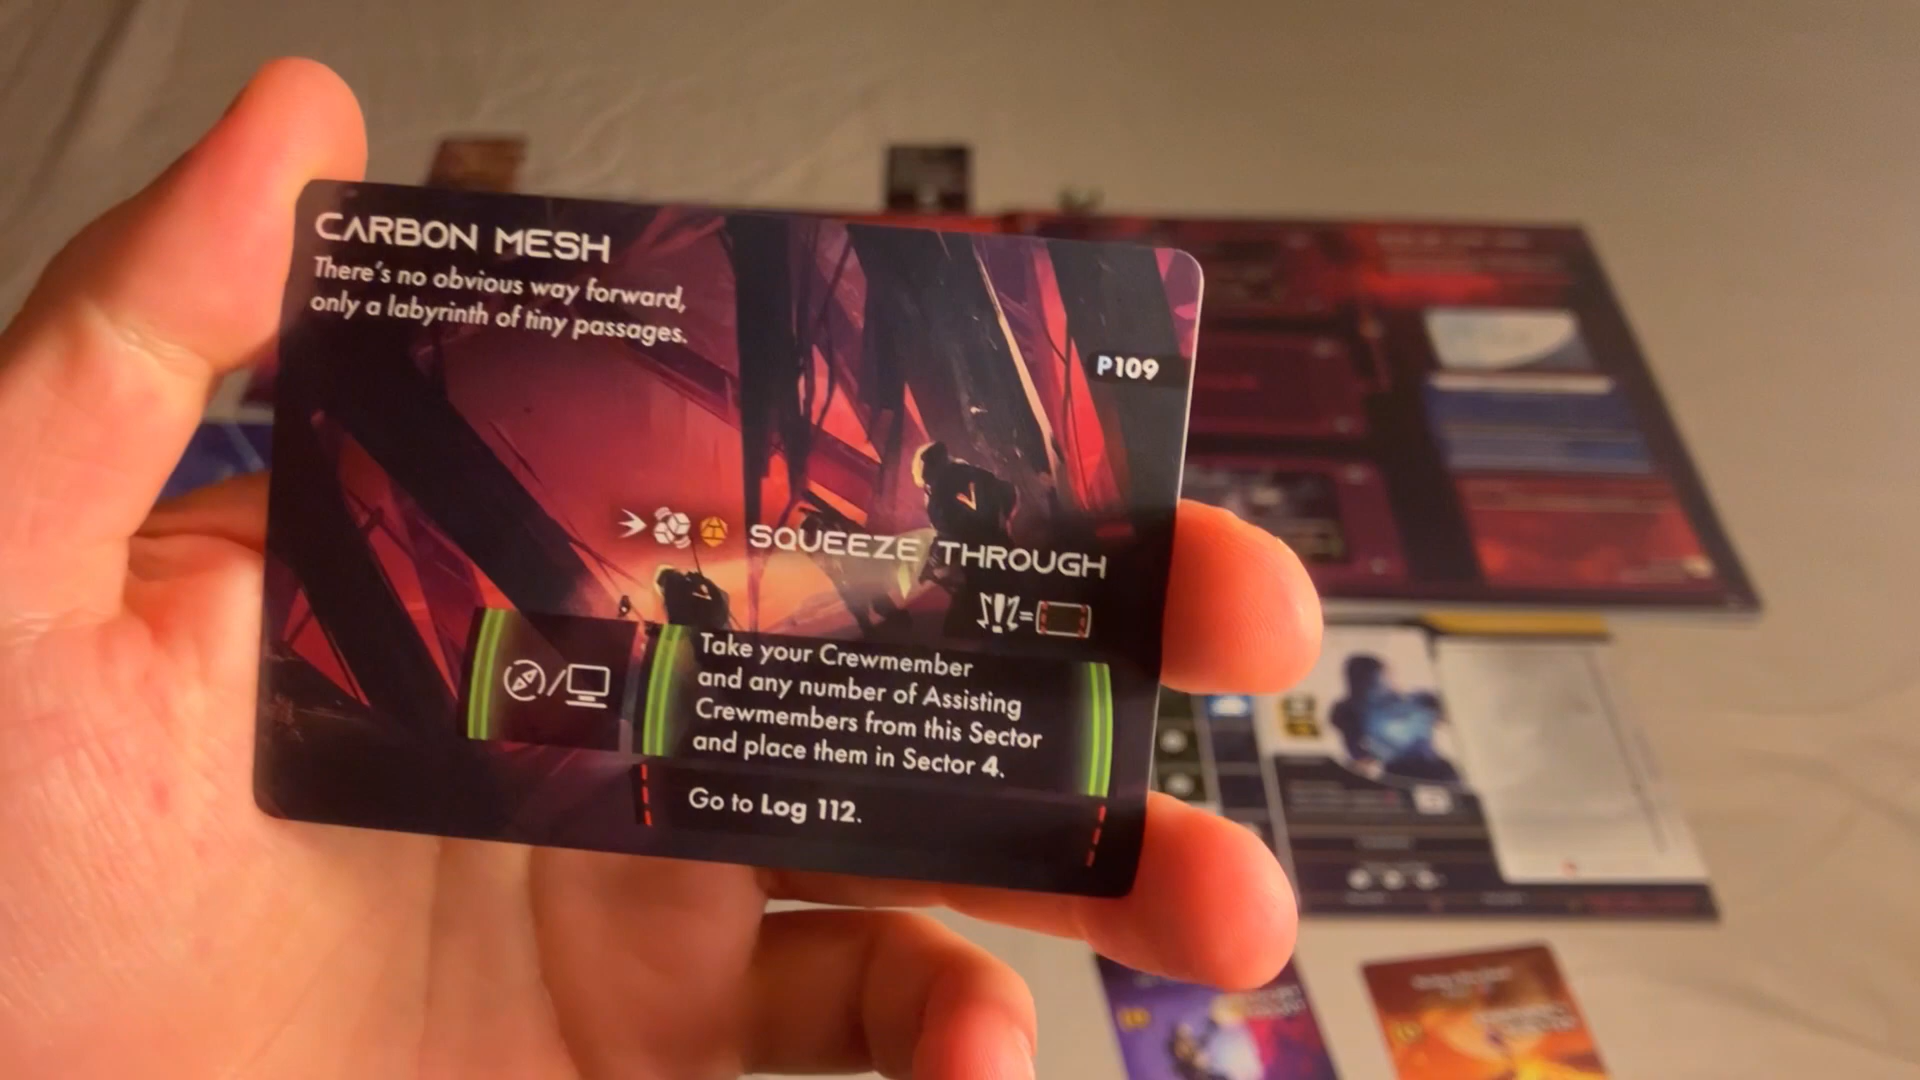 CARBON MESH
There's no obvious way forward,
only a labyrinth of tiny passages.
P109
SQUEEZE THROUGH
Take your Crewmember
and any number of Assisting
Crewmembers from this Sector
and place them in Sector 4.
Go to Log 112.